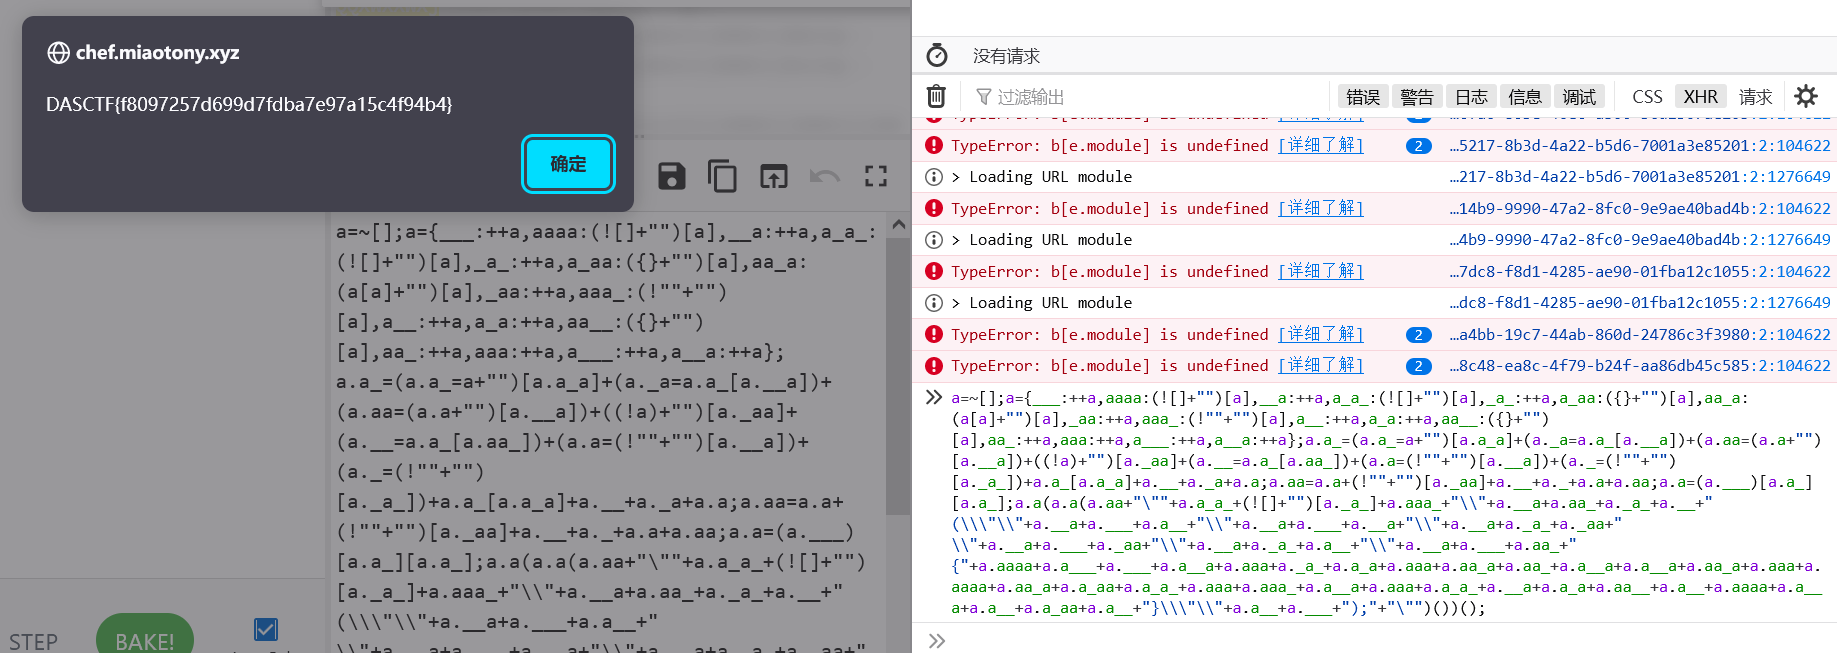 chef.miaotony.xyz
DASCTF{f8097257d699d7fdba7e97a15c4f94b4}
确定
a=~[];a={___:++a,aaaa:(![]+"")[a],__a:++a,a_a_:
(![]+"")[a],_a_:++a,a_aa:({}+"")[a],aa_a:
(a[a]+"")[a],_aa:++a,aaa_:(!""+"")
[a],a__:++a,a_a:++a,aa__:({}+"")
[a],aa_:++a,aaa:++a,a___:++a,a__a:++a};
a.a_=(a.a_=a+"")[a.a_a]+(a._a=a.a_[a.__a])+
(a.aa=(a.a+"")[a.__a])+((!a)+"")[a._aa]+
(a.__=a.a_[a.aa_])+(a.a=(!""+"")[a.__a])+
(a._=(!""+"")
[a._a_])+a.a_[a.a_a]+a.__+a._a+a.a;a.aa=a.a+
(!""+"")[a._aa]+a.__+a._+a.a+a.aa;a.a=(a.___)
[a.a_][a.a_];a.a(a.a(a.aa+"\""+a.a_a_+(![]+"")
[a._a_]+a.aaa_+"\\"+a.__a+a.aa_+a._a_+a.__+"
(\\\"\\"+a.__a+a.___+a.a__+"
STEP
BAKE!
没有请求
过滤输出
错误 警告 日志 信息 调试 CSS XHR 请求
TypeError: b[e.module] is undefined [详细了解] 2 …5217-8b3d-4a22-b5d6-7001a3e85201:2:104622
> Loading URL module …217-8b3d-4a22-b5d6-7001a3e85201:2:1276649
TypeError: b[e.module] is undefined [详细了解] …14b9-9990-47a2-8fc0-9e9ae40bad4b:2:104622
> Loading URL module …4b9-9990-47a2-8fc0-9e9ae40bad4b:2:1276649
TypeError: b[e.module] is undefined [详细了解] …7dc8-f8d1-4285-ae90-01fba12c1055:2:104622
> Loading URL module …dc8-f8d1-4285-ae90-01fba12c1055:2:1276649
TypeError: b[e.module] is undefined [详细了解] 2 …a4bb-19c7-44ab-860d-24786c3f3980:2:104622
TypeError: b[e.module] is undefined [详细了解] 2 …8c48-ea8c-4f79-b24f-aa86db45c585:2:104622
a=~[];a={___:++a,aaaa:(![]+"")[a],__a:++a,a_a_:(![]+"")[a],_a_:++a,a_aa:({}+"")[a],aa_a:
(a[a]+"")[a],_aa:++a,aaa_:(!""+"")[a],a__:++a,a_a:++a,aa__:({}+"")
[a],aa_:++a,aaa:++a,a___:++a,a__a:++a};a.a_=(a.a_=a+"")[a.a_a]+(a._a=a.a_[a.__a])+(a.aa=(a.a+"")
[a.__a])+((!a)+"")[a._aa]+(a.__=a.a_[a.aa_])+(a.a=(!""+"")[a.__a])+(a._=(!""+"")
[a._a_])+a.a_[a.a_a]+a.__+a._a+a.a;a.aa=a.a+(!""+"")[a._aa]+a.__+a._+a.a+a.aa;a.a=(a.___)[a.a_]
[a.a_];a.a(a.a(a.aa+"\""+a.a_a_+(![]+"")[a._a_]+a.aaa_+"\\"+a.__a+a.aa_+a._a_+a.__+"
(\\\"\\"+a.__a+a.___+a.a__+"\\"+a.__a+a.___+a.__a+"\\"+a.__a+a._a_+a._aa+"
\\"+a.__a+a.___+a._aa+"\\"+a.__a+a._a_+a.a__+"\\"+a.__a+a.___+a.aa_+"
{"+a.aaaa+a.a___+a.___+a.a__a+a.aaa+a._a_+a.a_a+a.aaa+a.aa_a+a.aa_+a.a__a+a.a__a+a.aa_a+a.aaa+a.
aaaa+a.aa_a+a.a_aa+a.a_a_+a.aaa+a.aaa_+a.a__a+a.aaa+a.a_a_+a.__a+a.a_a+a.aa__+a.a__+a.aaaa+a.a__
a+a.a__+a.a_aa+a.a__+"}\\\"\\"+a.a__+a.___+");"+"\"")())();